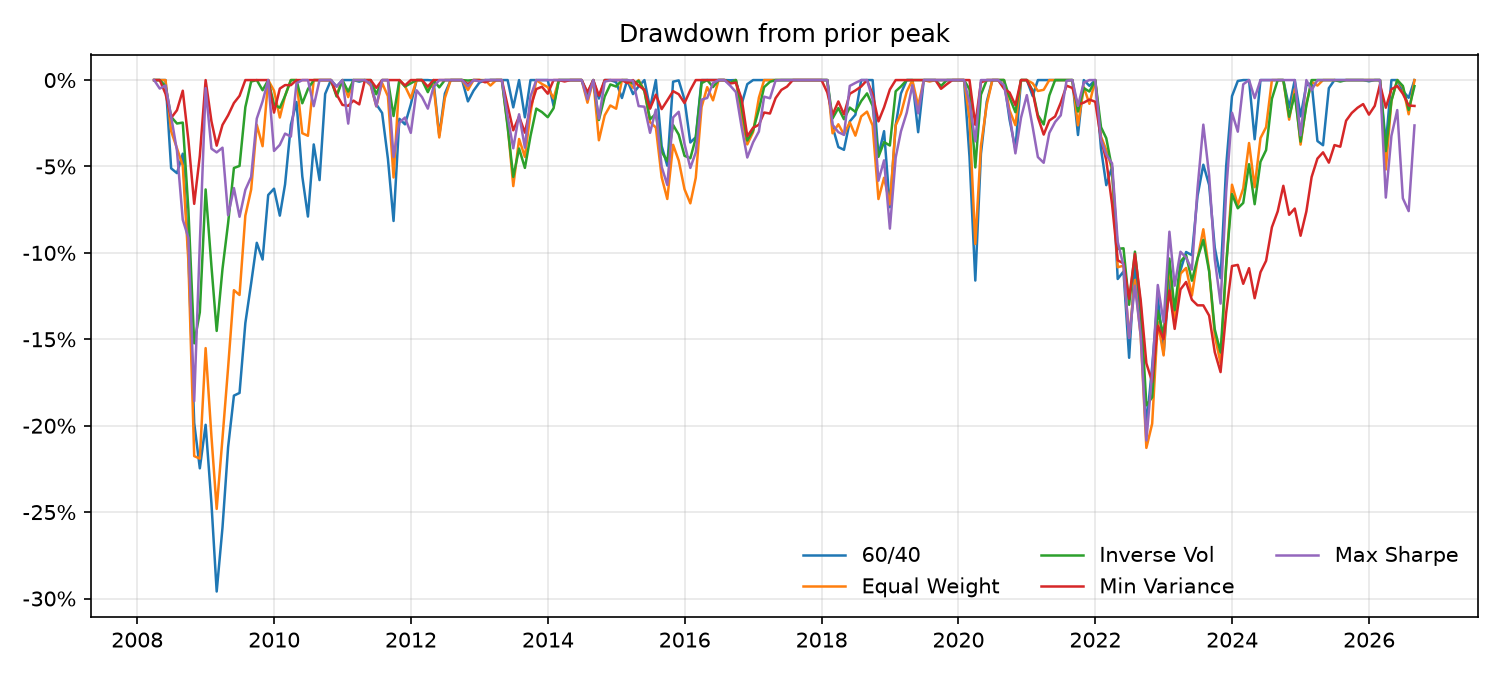 Drawdown from prior peak
0%
-5%
-10%
-15%
-20%
-25%
-30%
60/40
Equal Weight
Inverse Vol
Min Variance
Max Sharpe
2008 2010 2012 2014 2016 2018 2020 2022 2024 2026